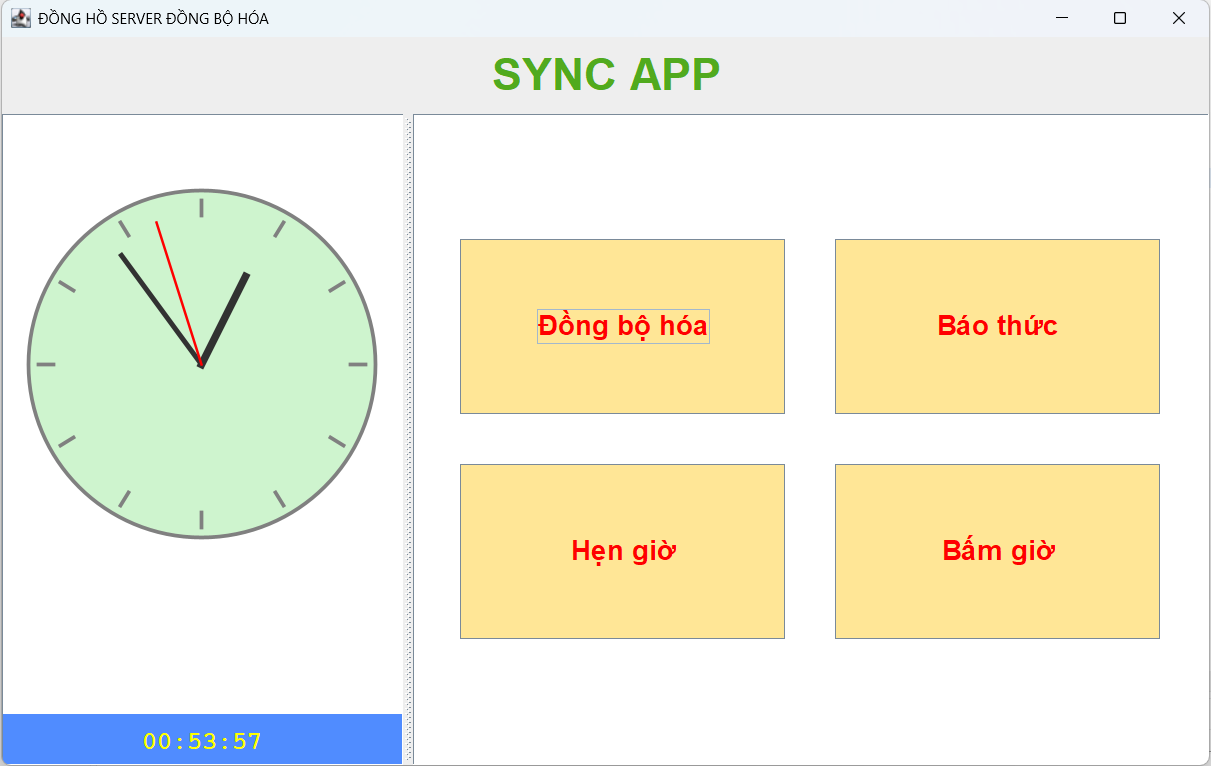 ĐỒNG HỒ SERVER ĐỒNG BỘ HÓA
SYNC APP
Đồng bộ hóa
Báo thức
Hẹn giờ
Bấm giờ
00:53:57